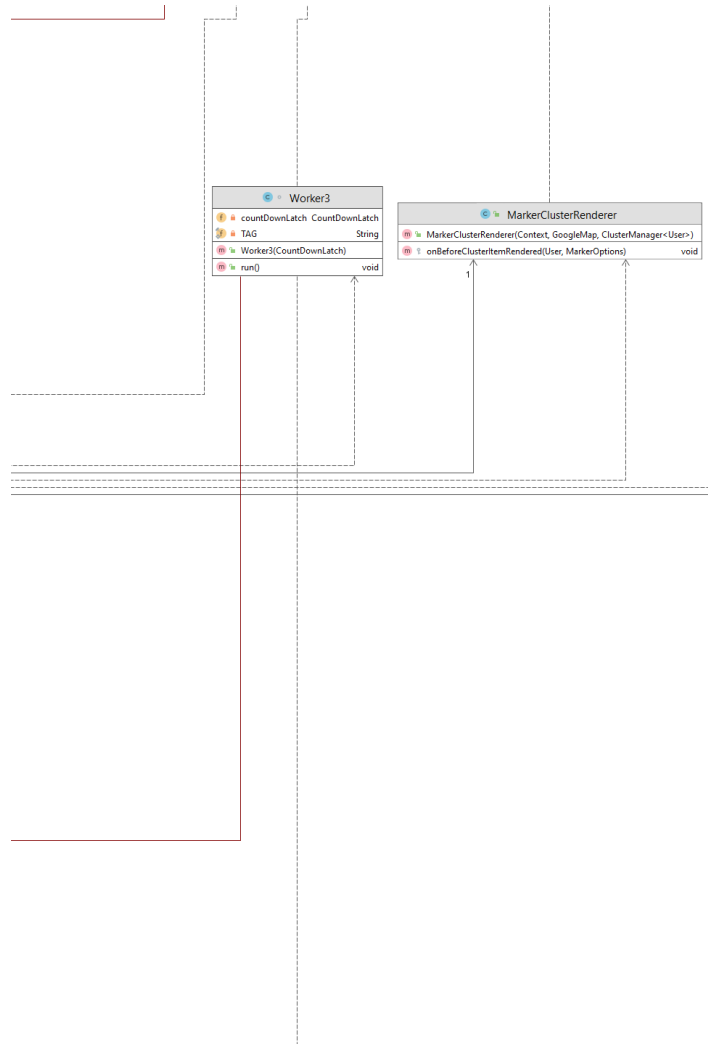 Worker3
countDownLatch CountDownLatch
TAG String
Worker3(CountDownLatch)
run() void
MarkerClusterRenderer
MarkerClusterRenderer(Context, GoogleMap, ClusterManager<User>)
onBeforeClusterItemRendered(User, MarkerOptions) void
1